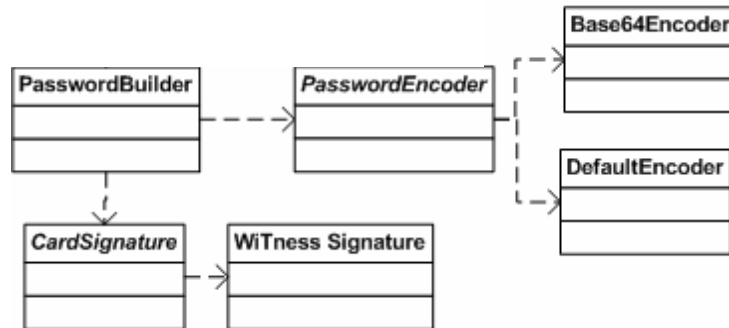 Base64Encoder
PasswordBuilder
PasswordEncoder
DefaultEncoder
CardSignature
WiTness Signature